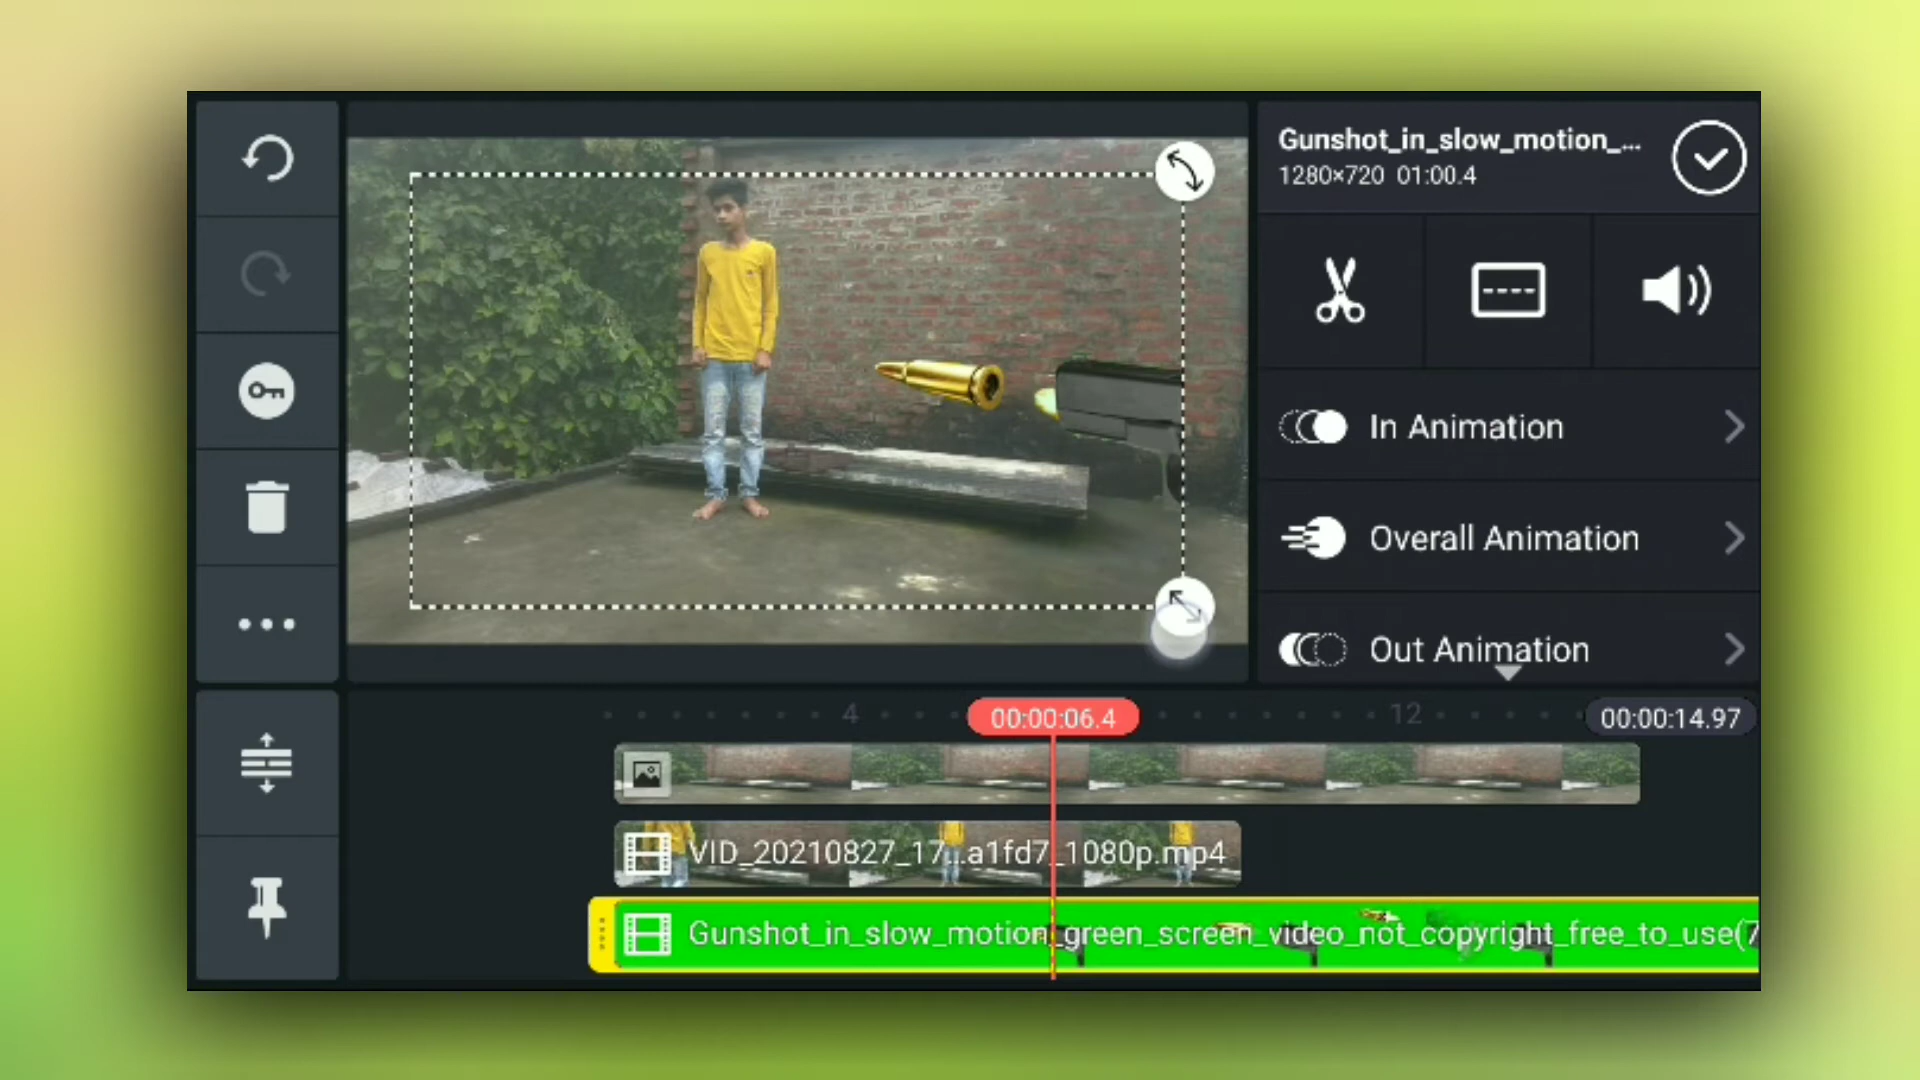 Gunshot_in_slow_motion_...
1280×720 01:00.4
In Animation
Overall Animation
Out Animation
4
00:00:06.4
12
00:00:14.97
VID_20210827_17...a1fd7_1080p.mp4
Gunshot_in_slow_motion_green_screen_video_not_copyright_free_to_use(7